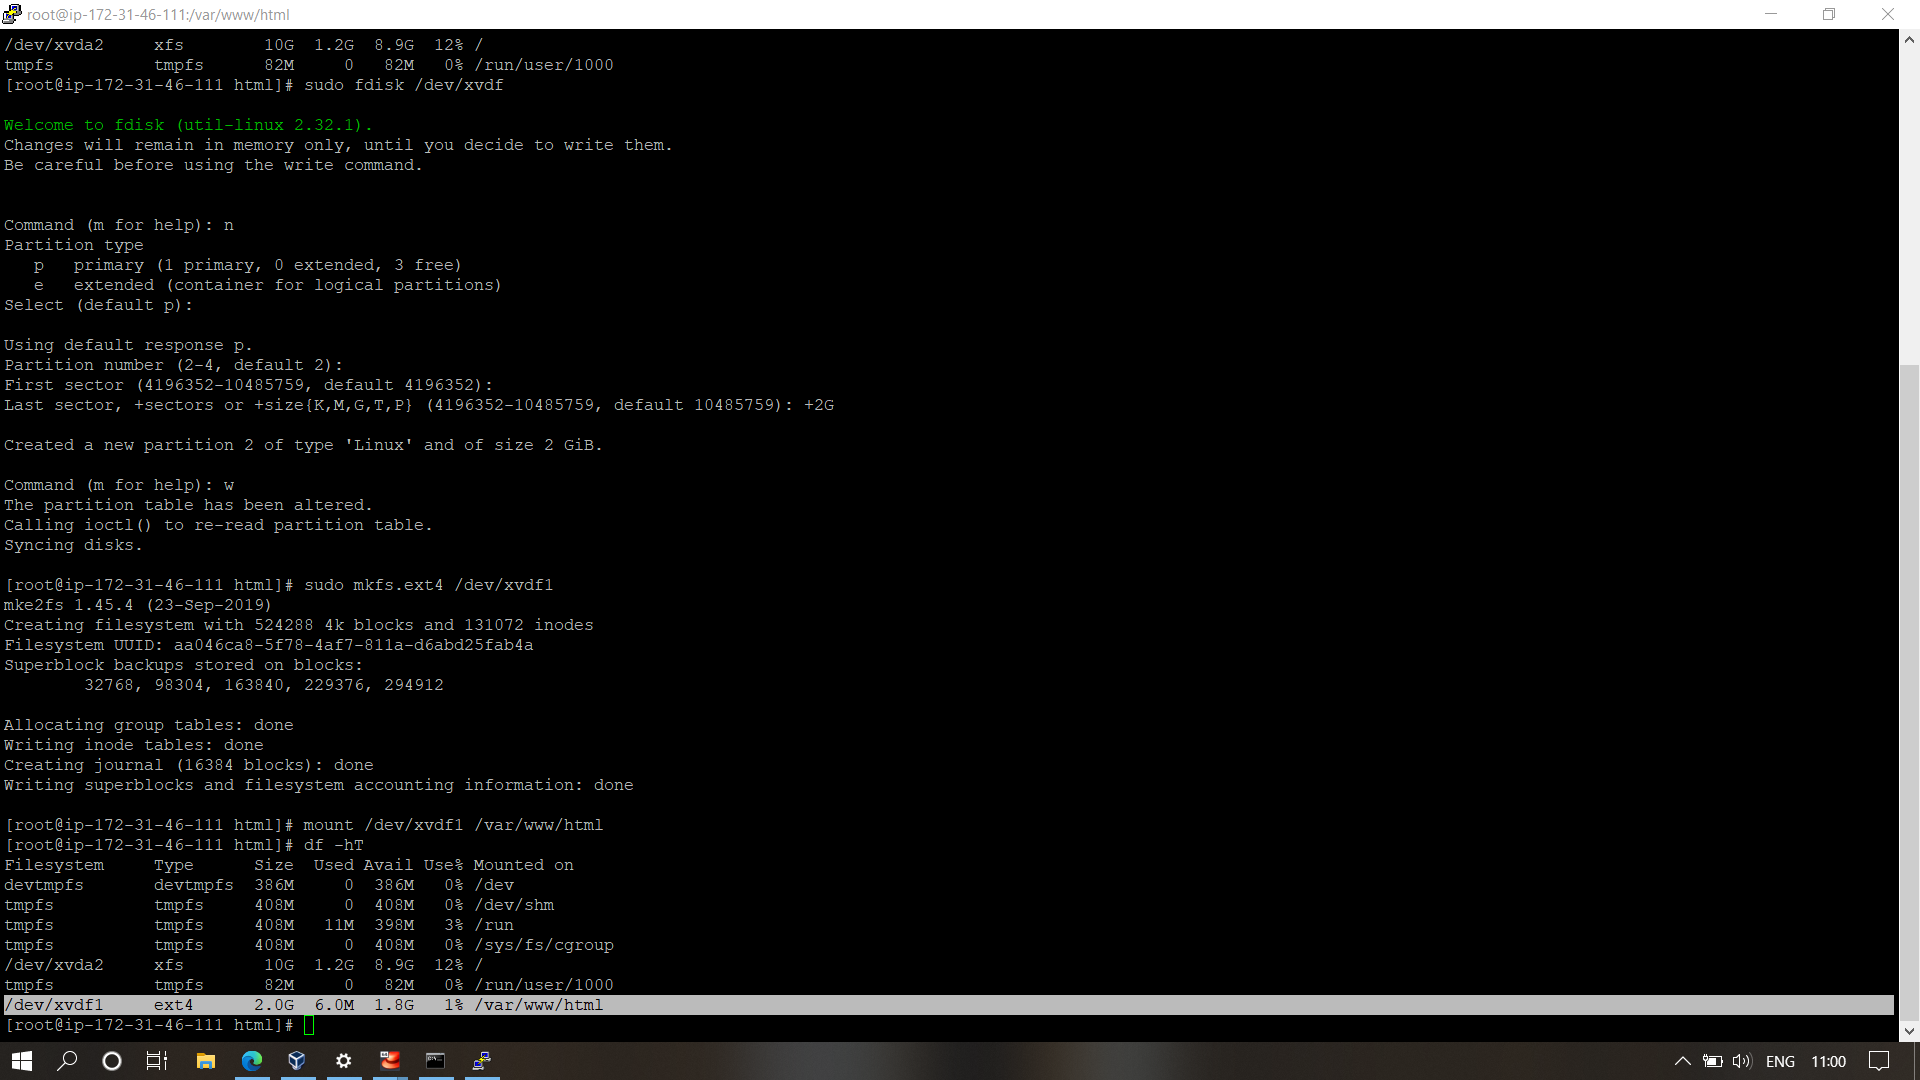 root@ip-172-31-46-111:/var/www/html
/dev/xvda2     xfs        10G  1.2G  8.9G  12% /
tmpfs          tmpfs      82M     0   82M   0% /run/user/1000
[root@ip-172-31-46-111 html]# sudo fdisk /dev/xvdf
Welcome to fdisk (util-linux 2.32.1).
Changes will remain in memory only, until you decide to write them.
Be careful before using the write command.
Command (m for help): n
Partition type
   p   primary (1 primary, 0 extended, 3 free)
   e   extended (container for logical partitions)
Select (default p):
Using default response p.
Partition number (2-4, default 2):
First sector (4196352-10485759, default 4196352):
Last sector, +sectors or +size{K,M,G,T,P} (4196352-10485759, default 10485759): +2G
Created a new partition 2 of type 'Linux' and of size 2 GiB.
Command (m for help): w
The partition table has been altered.
Calling ioctl() to re-read partition table.
Syncing disks.
[root@ip-172-31-46-111 html]# sudo mkfs.ext4 /dev/xvdf1
mke2fs 1.45.4 (23-Sep-2019)
Creating filesystem with 524288 4k blocks and 131072 inodes
Filesystem UUID: aa046ca8-5f78-4af7-811a-d6abd25fab4a
Superblock backups stored on blocks:
        32768, 98304, 163840, 229376, 294912
Allocating group tables: done
Writing inode tables: done
Creating journal (16384 blocks): done
Writing superblocks and filesystem accounting information: done
[root@ip-172-31-46-111 html]# mount /dev/xvdf1 /var/www/html
[root@ip-172-31-46-111 html]# df -hT
Filesystem     Type      Size  Used Avail Use% Mounted on
devtmpfs       devtmpfs  386M     0  386M   0% /dev
tmpfs          tmpfs     408M     0  408M   0% /dev/shm
tmpfs          tmpfs     408M   11M  398M   3% /run
tmpfs          tmpfs     408M     0  408M   0% /sys/fs/cgroup
/dev/xvda2     xfs        10G  1.2G  8.9G  12% /
tmpfs          tmpfs      82M     0   82M   0% /run/user/1000
/dev/xvdf1     ext4      2.0G  6.0M  1.8G   1% /var/www/html
[root@ip-172-31-46-111 html]#
ENG 11:00